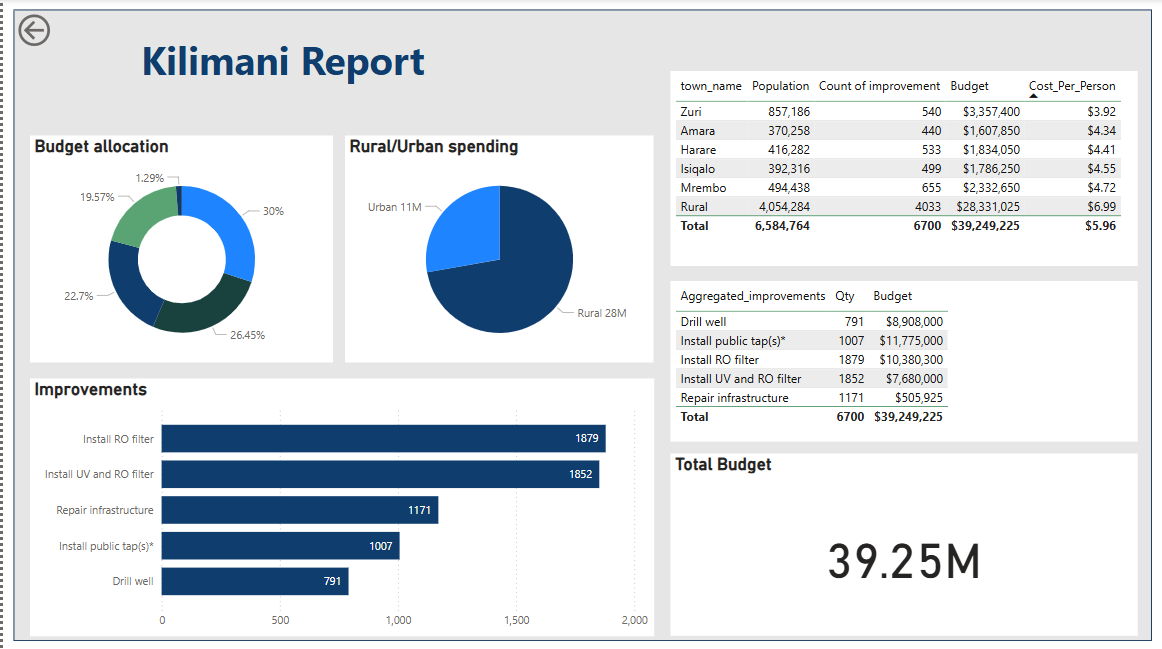 Kilimani Report
Budget allocation
1.29%
19.57%
30%
22.7%
26.45%
Rural/Urban spending
Urban 11M
Rural 28M
town_name Population Count of improvement Budget Cost_Per_Person
Zuri 857,186 540 $3,357,400 $3.92
Amara 370,258 440 $1,607,850 $4.34
Harare 416,282 533 $1,834,050 $4.41
Isiqalo 392,316 499 $1,786,250 $4.55
Mrembo 494,438 655 $2,332,650 $4.72
Rural 4,054,284 4033 $28,331,025 $6.99
Total 6,584,764 6700 $39,249,225 $5.96
Aggregated_improvements Qty Budget
Drill well 791 $8,908,000
Install public tap(s)* 1007 $11,775,000
Install RO filter 1879 $10,380,300
Install UV and RO filter 1852 $7,680,000
Repair infrastructure 1171 $505,925
Total 6700 $39,249,225
Improvements
Install RO filter 1879
Install UV and RO filter 1852
Repair infrastructure 1171
Install public tap(s)* 1007
Drill well 791
0 500 1,000 1,500 2,000
Total Budget
39.25M